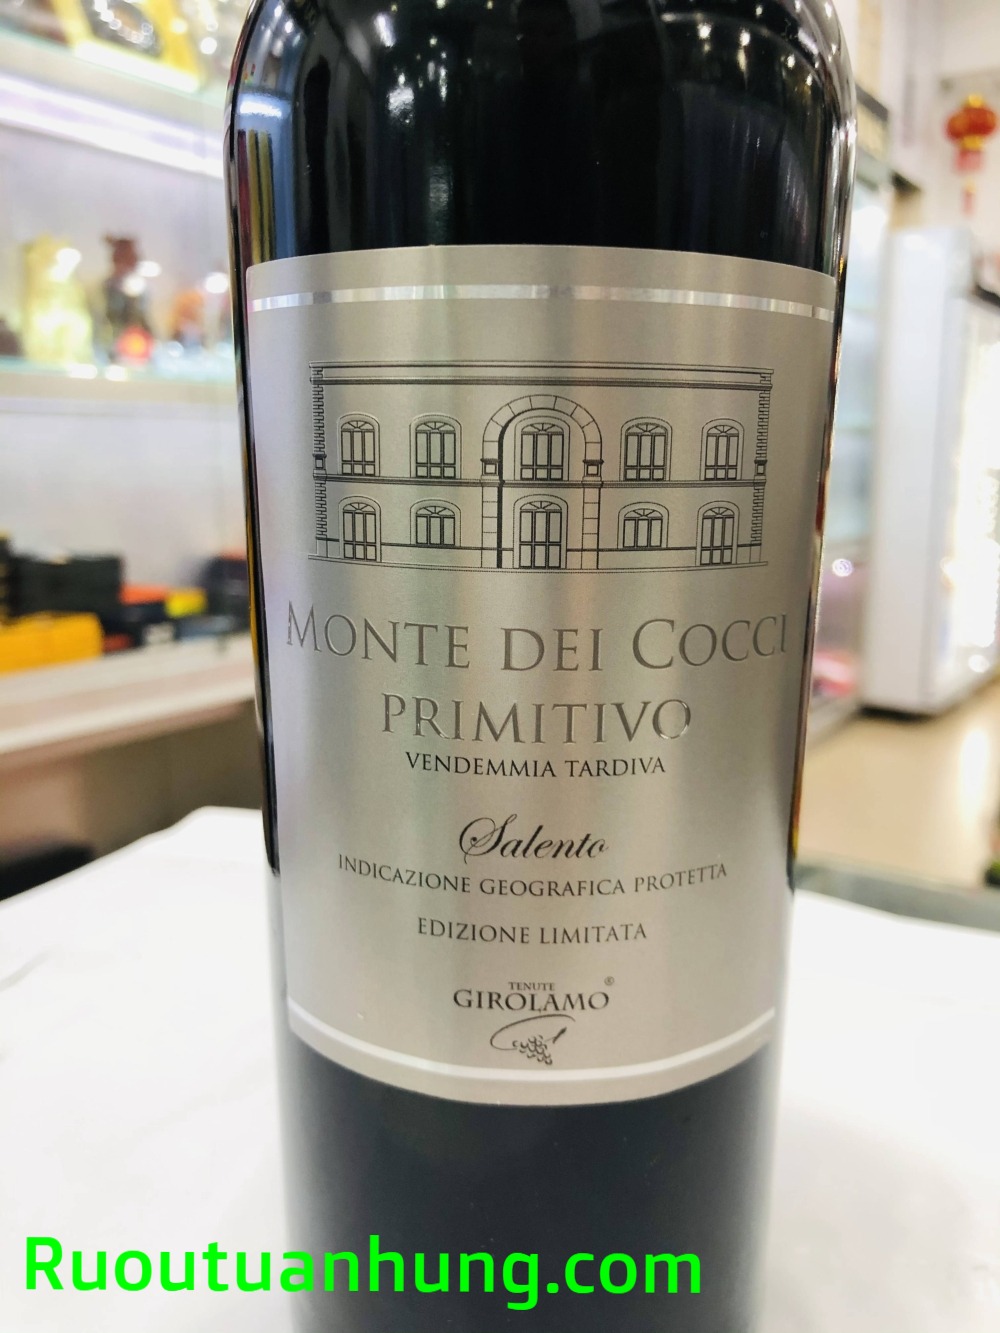 MONTE DEI COCCI
PRIMITIVO
VENDEMMIA TARDIVA
Salento
INDICAZIONE GEOGRAFICA PROTETTA
EDIZIONE LIMITATA
TENUTE
GIROLAMO®
Ruoutuanhung.com